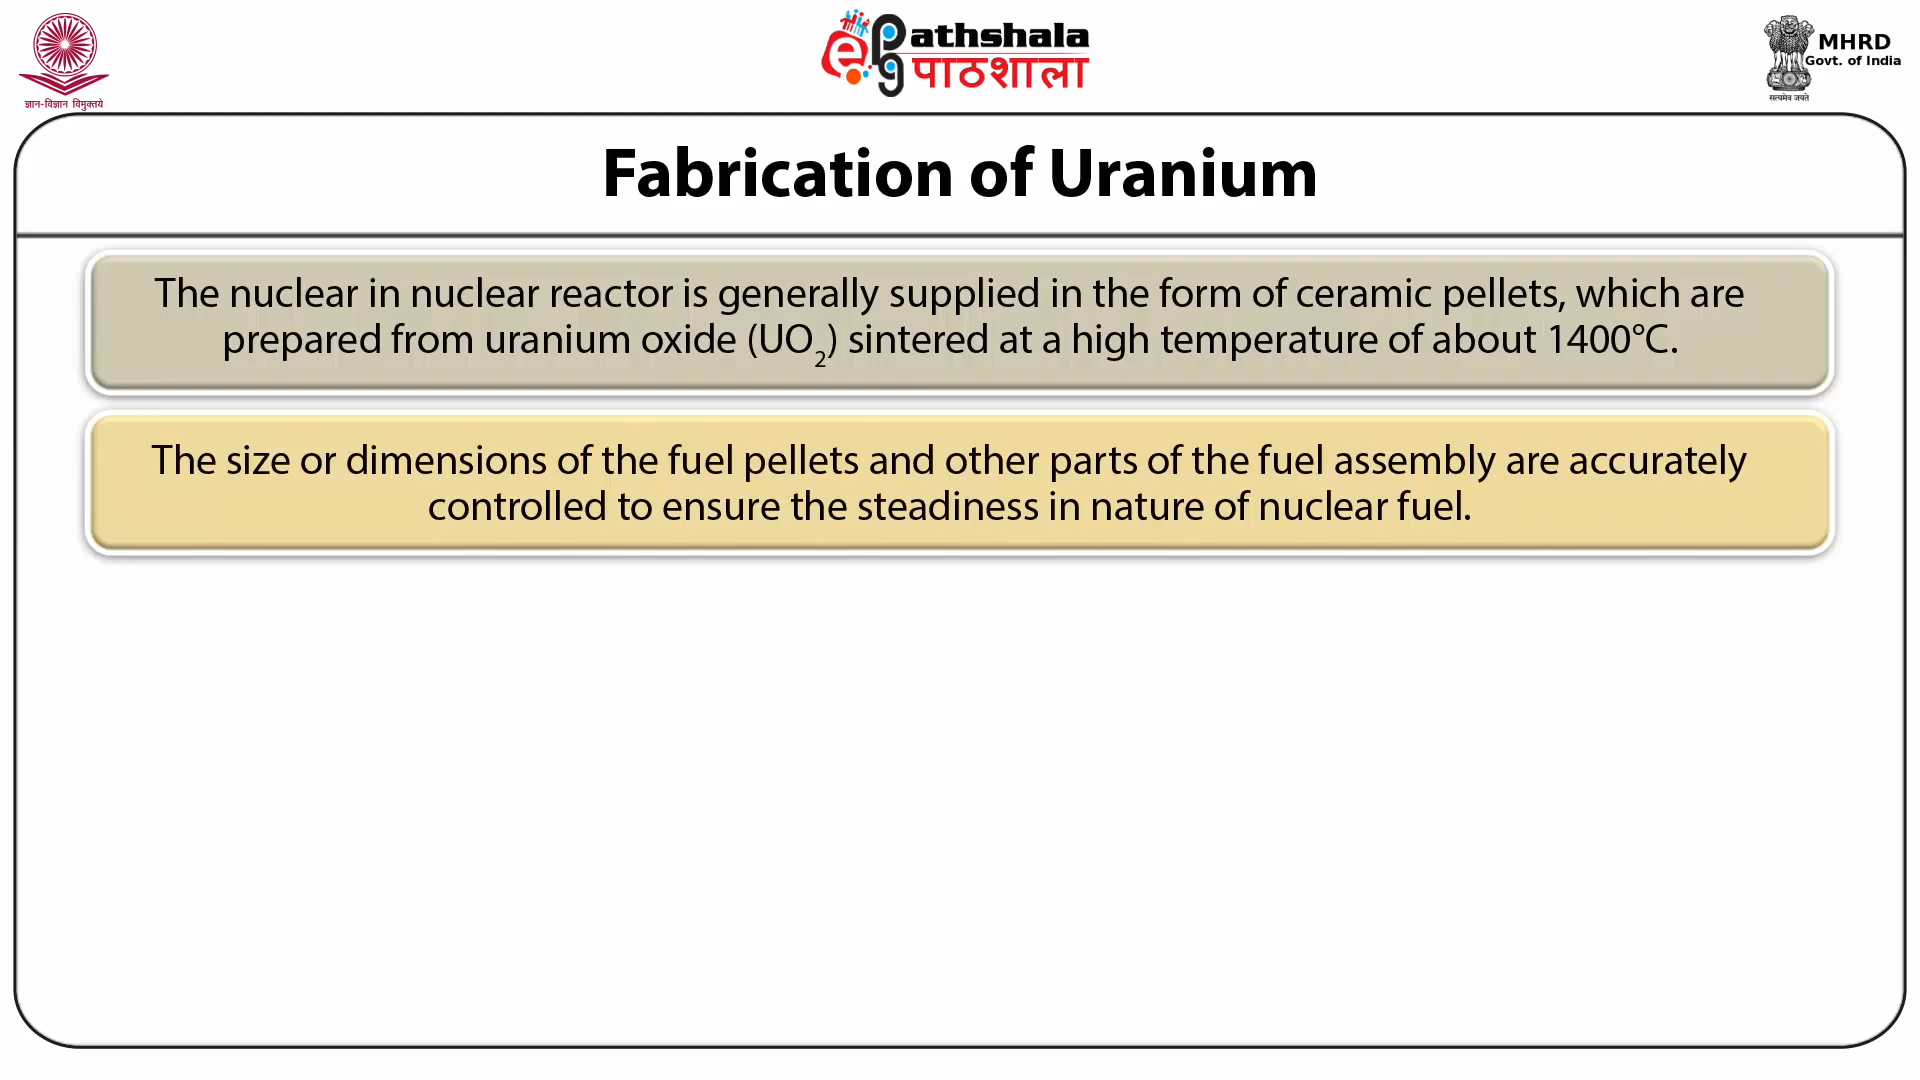 ज्ञान-विज्ञान विमुक्तये
ePathshala
पाठशाला
MHRD
Govt. of India
सत्यमेव जयते
Fabrication of Uranium
The nuclear in nuclear reactor is generally supplied in the form of ceramic pellets, which are
prepared from uranium oxide (UO₂) sintered at a high temperature of about 1400°C.
The size or dimensions of the fuel pellets and other parts of the fuel assembly are accurately
controlled to ensure the steadiness in nature of nuclear fuel.